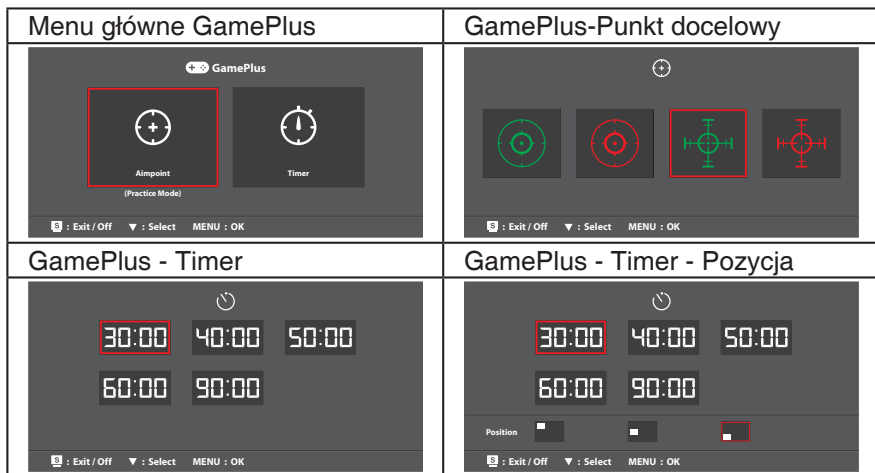 Menu główne GamePlus
GamePlus-Punkt docelowy
GamePlus
Aimpoint
(Practice Mode)
Timer
S : Exit / Off ▼ : Select MENU : OK
S : Exit / Off ▼ : Select MENU : OK
GamePlus - Timer
GamePlus - Timer - Pozycja
30:00 40:00 50:00
60:00 90:00
S : Exit / Off ▼ : Select MENU : OK
30:00 40:00 50:00
60:00 90:00
Position
S : Exit / Off ▼ : Select MENU : OK